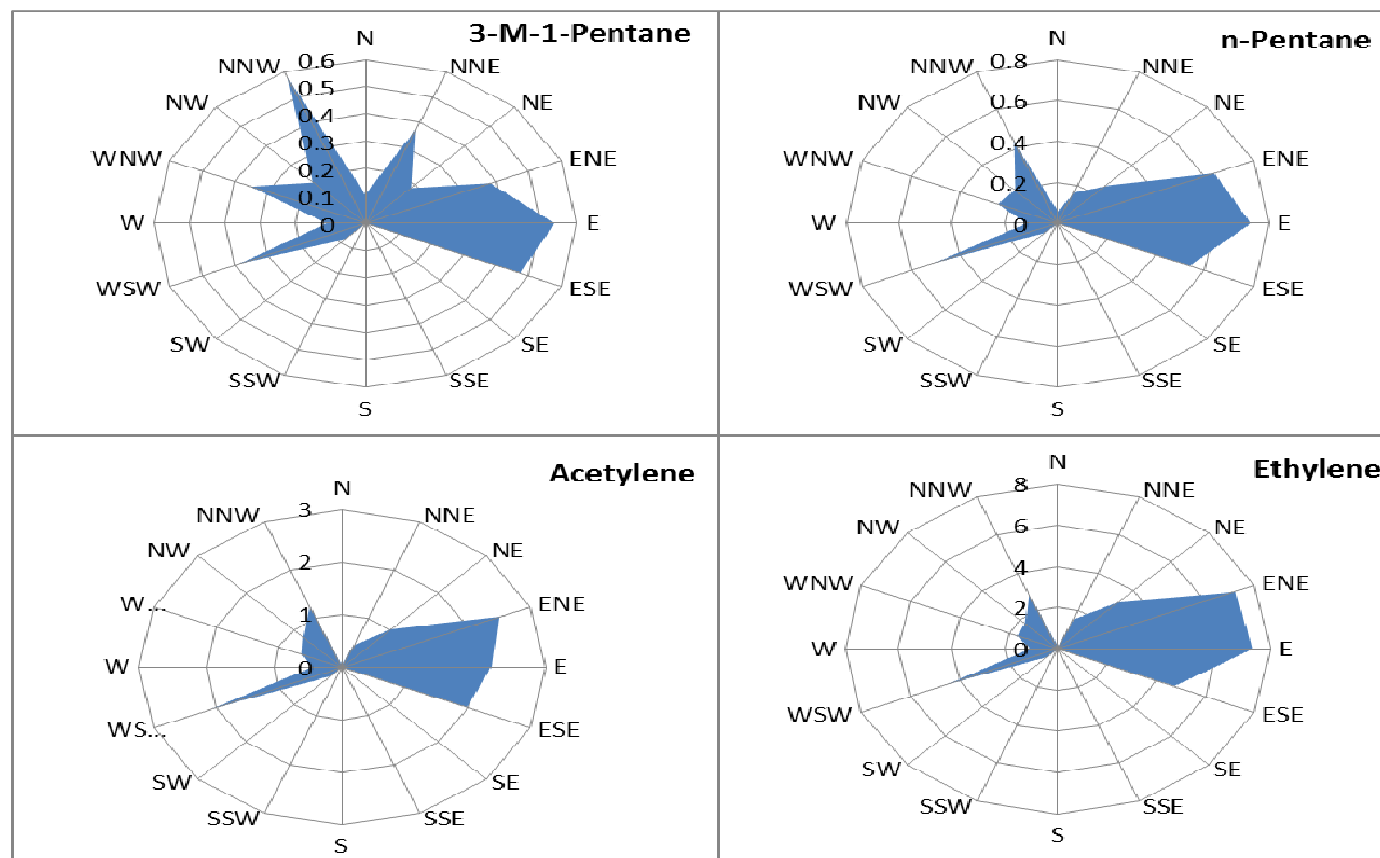 3-M-1-Pentane
N
NNE
NE
ENE
E
ESE
SE
SSE
S
SSW
SW
WSW
W
WNW
NW
NNW
0.6
0.5
0.4
0.3
0.2
0.1
0
n-Pentane
N
NNE
NE
ENE
E
ESE
SE
SSE
S
SSW
SW
WSW
W
WNW
NW
NNW
0.8
0.6
0.4
0.2
0
Acetylene
N
NNE
NE
ENE
E
ESE
SE
SSE
S
SSW
SW
WS...
W
W...
NW
NNW
3
2
1
0
Ethylene
N
NNE
NE
ENE
E
ESE
SE
SSE
S
SSW
SW
WSW
W
WNW
NW
NNW
8
6
4
2
0